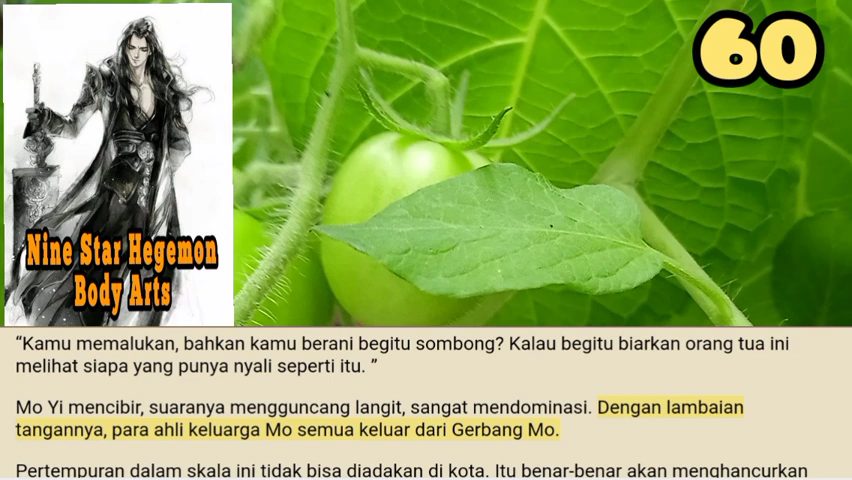 60
Nine Star Hegemon
Body Arts
“Kamu memalukan, bahkan kamu berani begitu sombong? Kalau begitu biarkan orang tua ini
melihat siapa yang punya nyali seperti itu. ”
Mo Yi mencibir, suaranya mengguncang langit, sangat mendominasi. Dengan lambaian
tangannya, para ahli keluarga Mo semua keluar dari Gerbang Mo.
Pertempuran dalam skala ini tidak bisa diadakan di kota. Itu benar-benar akan menghancurkan